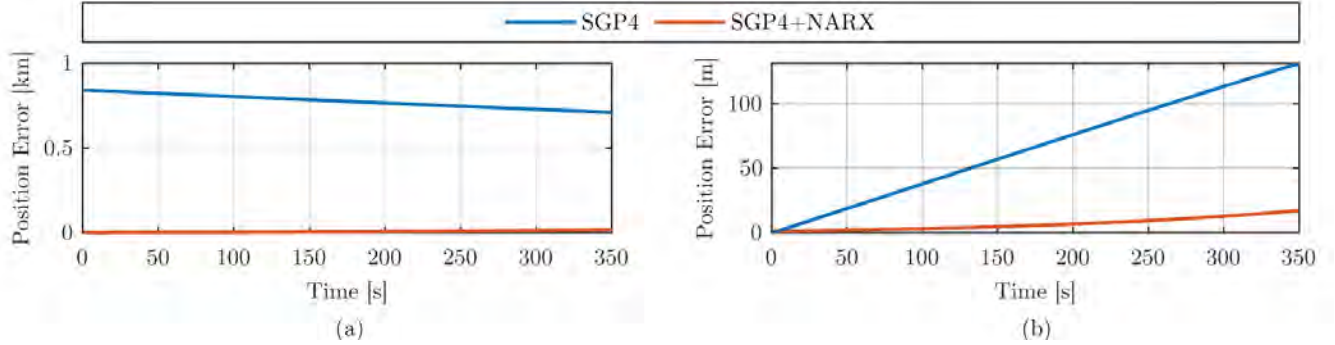 SGP4 SGP4+NARX
Position Error [km]
1
0.5
0
0 50 100 150 200 250 300 350
Time [s]
(a)
Position Error [m]
100
50
0
0 50 100 150 200 250 300 350
Time [s]
(b)